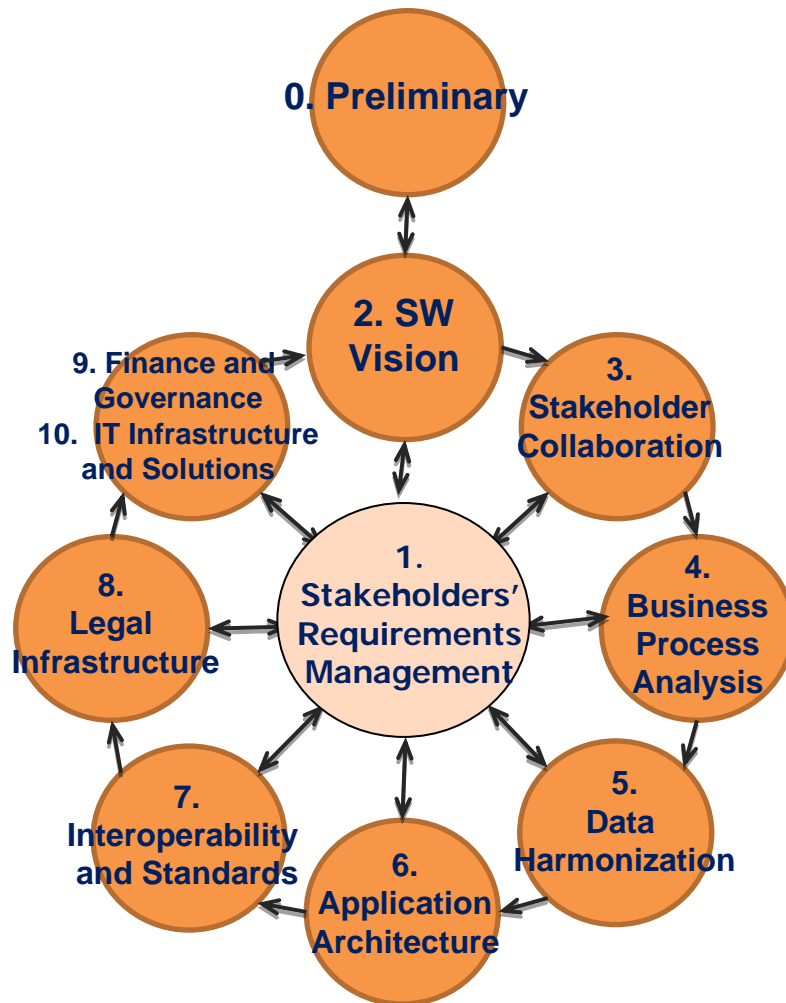 0. Preliminary
2. SW
Vision
9. Finance and
Governance
10. IT Infrastructure
and Solutions
3.
Stakeholder
Collaboration
1.
Stakeholders’
Requirements
Management
8.
Legal
Infrastructure
4.
Business
Process
Analysis
7.
Interoperability
and Standards
5.
Data
Harmonization
6.
Application
Architecture